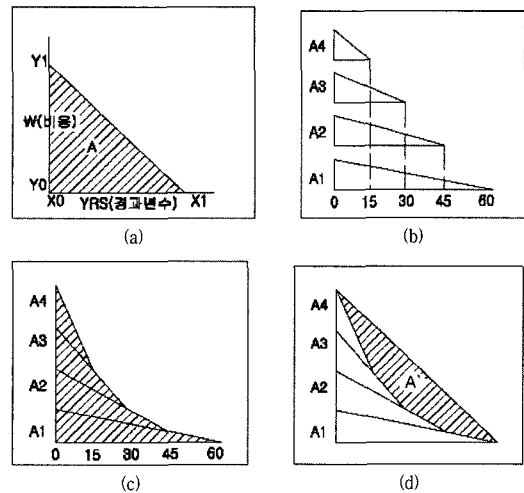 Y1
₩(비용)
A
Y0
X0 YRS(경과변수) X1
(a)
A4
A3
A2
A1
0 15 30 45 60
(b)
A4
A3
A2
A1
0 15 30 45 60
(c)
A4
A3
A2
A1
A'
(d)